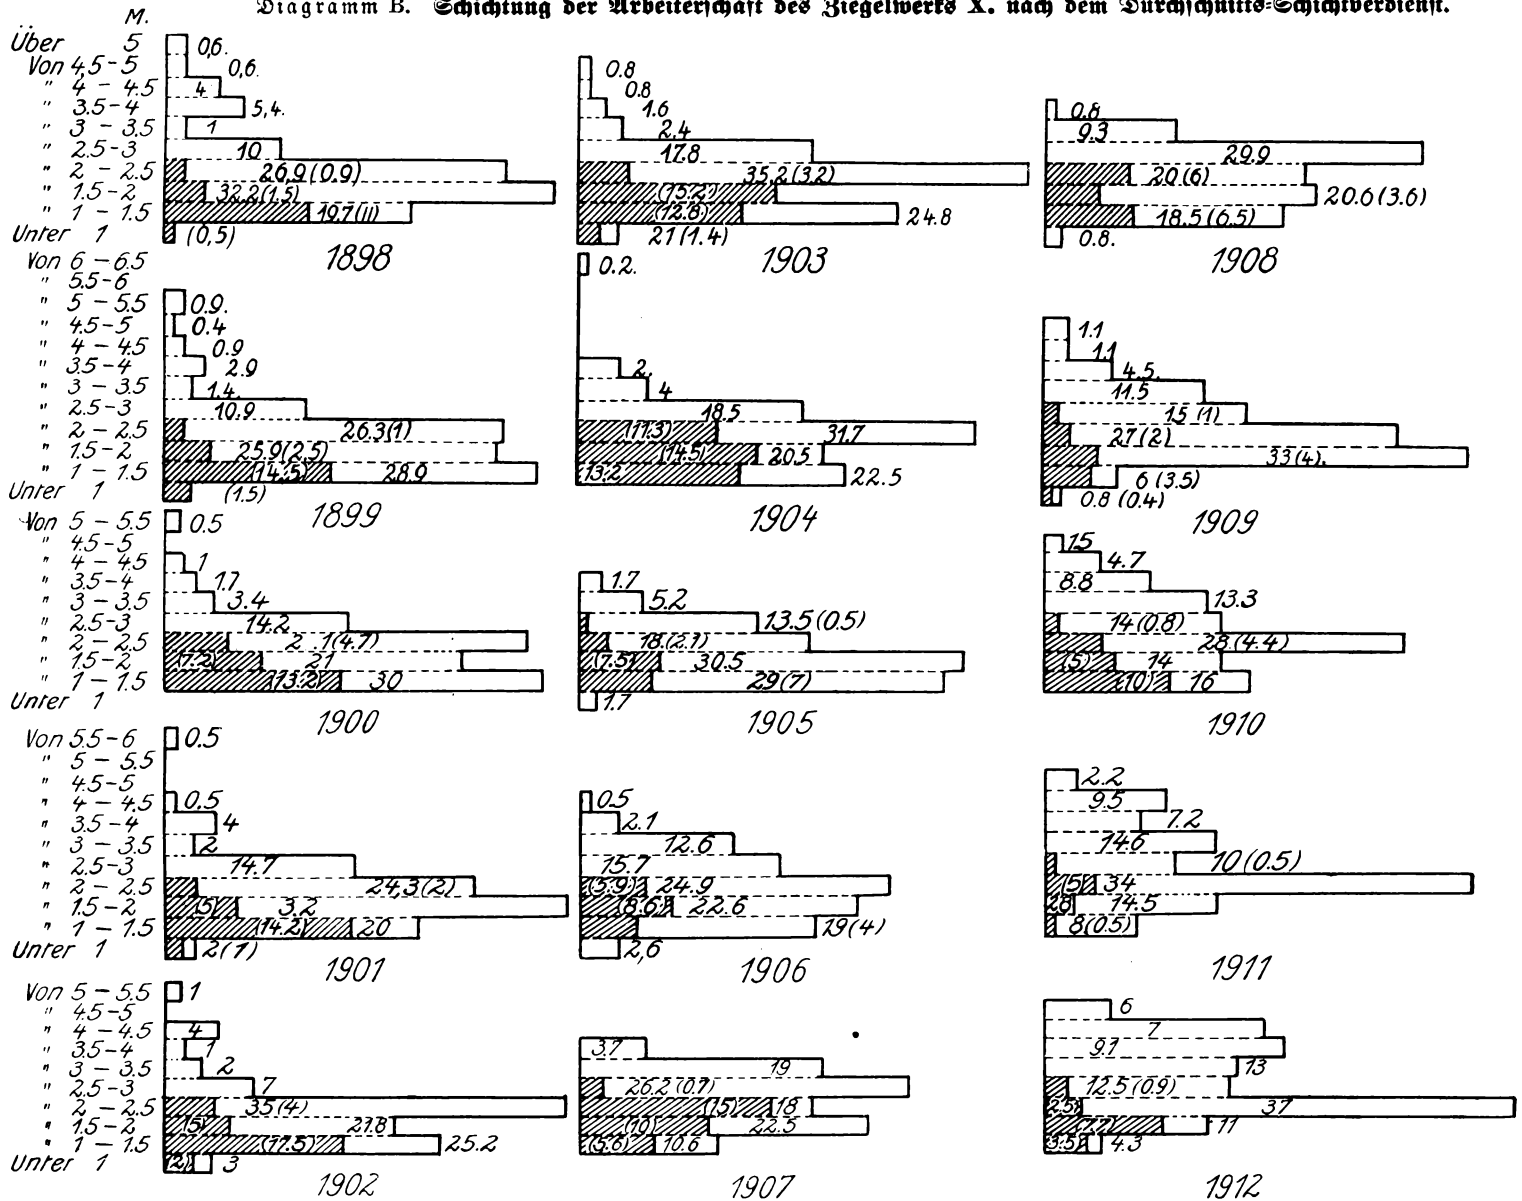 Diagramm B. Schichtung der Arbeiterschaft des Ziegelwerks X. nach dem Durchschnitts-Schichtverdienst.
M.
Über 5 0,6.
Von 4,5-5 0,6. 0.8
" 4 - 4.5 4 0.8
" 3.5-4 5,4. 1.6 0.8
" 3 - 3.5 1 2.4 9.3
" 2.5-3 10 17.8 29.9
" 2 - 2.5 26,9(0.9) 35,2(3.2) 20(6)
" 1.5-2 32.2(1,5) (15.2) 20.6(3.6)
" 1 - 1.5 19.7(11) (12.8) 24.8 18.5(6.5)
Unter 1 (0,5) 21(1.4) 0.8.
1898 1903 1908
Von 6 - 6.5 0.2.
" 5.5-6
" 5 - 5.5 0.9.
" 4.5-5 0.4 1.1
" 4 - 4.5 0.9 1.1
" 3.5-4 2.9 2. 4.5.
" 3 - 3.5 1.4. 4 11.5
" 2.5-3 10.9 18.5 15(1)
" 2 - 2.5 26.3(1) (11.3) 31.7 27(2)
" 1.5-2 25.9(2,5) (14.5) 20.5 33(4).
" 1 - 1.5 (14.5) 28.9 13.2 22.5 6(3.5)
Unter 1 (1.5) 0.8(0.4)
1899 1904 1909
Von 5 - 5.5 0.5
" 4.5-5 15
" 4 - 4.5 1 4.7
" 3.5-4 1.7 1.7 8.8
" 3 - 3.5 3.4 5.2 13.3
" 2.5-3 14.2 13.5(0.5) 14(0.8)
" 2 - 2.5 2 .1(4.7) 18.(2.1) 28(4.4)
" 1.5-2 (7.2) 21 (7.5) 30.5 (5) 14
" 1 - 1.5 (13.2) 30 29(7) (10) 16
Unter 1 1.7
1900 1905 1910
Von 5.5-6 0.5
" 5 - 5.5
" 4.5-5 2.2
" 4 - 4.5 0.5 0.5 9.5
" 3.5-4 4 2.1 7.2
" 3 - 3.5 2 12.6 14.6
" 2.5-3 14.7 15.7 10(0.5)
" 2 - 2.5 24,3(2) (3.9) 24.9 (5) 34
" 1.5-2 (5) 3.2 (8.6) 22.6 28 14.5
" 1 - 1.5 (14.2) 20 19(4) 8(0.5)
Unter 1 2(1) 2,6
1901 1906 1911
Von 5 - 5.5 1
" 4.5-5 6
" 4 - 4.5 4 7
" 3.5-4 1 3.7 9.1
" 3 - 3.5 2 19 13
" 2.5-3 7 26.2(0.7) 12.5(0.9)
" 2 - 2.5 35(4) (15) 18 2.5 37
" 1.5-2 (5) 21.8 (10) 22.5 (7.7) 11
" 1 - 1.5 (17.5) 25.2 (5.6) 10.6 3.5 4.3
Unter 1 (2) 3
1902 1907 1912